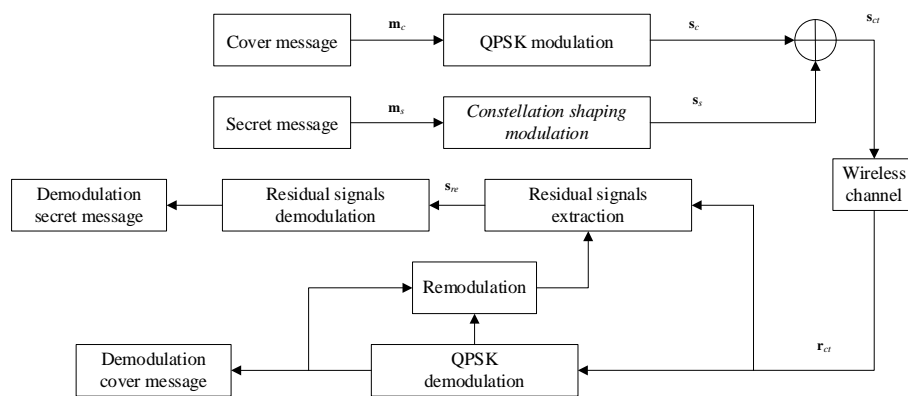 Cover message
m_c
QPSK modulation
s_c
s_ct
Secret message
m_s
Constellation shaping
modulation
s_s
Wireless
channel
Demodulation
secret message
Residual signals
demodulation
s_re
Residual signals
extraction
Remodulation
Demodulation
cover message
QPSK
demodulation
r_ct